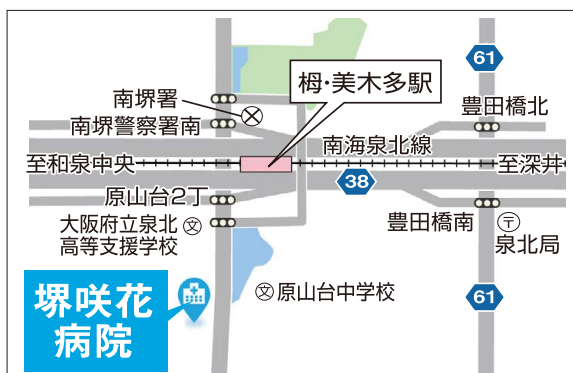 61
栂・美木多駅
南堺署
豊田橋北
南堺警察署南
南海泉北線
至和泉中央
至深井
38
原山台2丁
大阪府立泉北
高等支援学校
文
豊田橋南
〒
泉北局
堺咲花
病院
文
原山台中学校
61